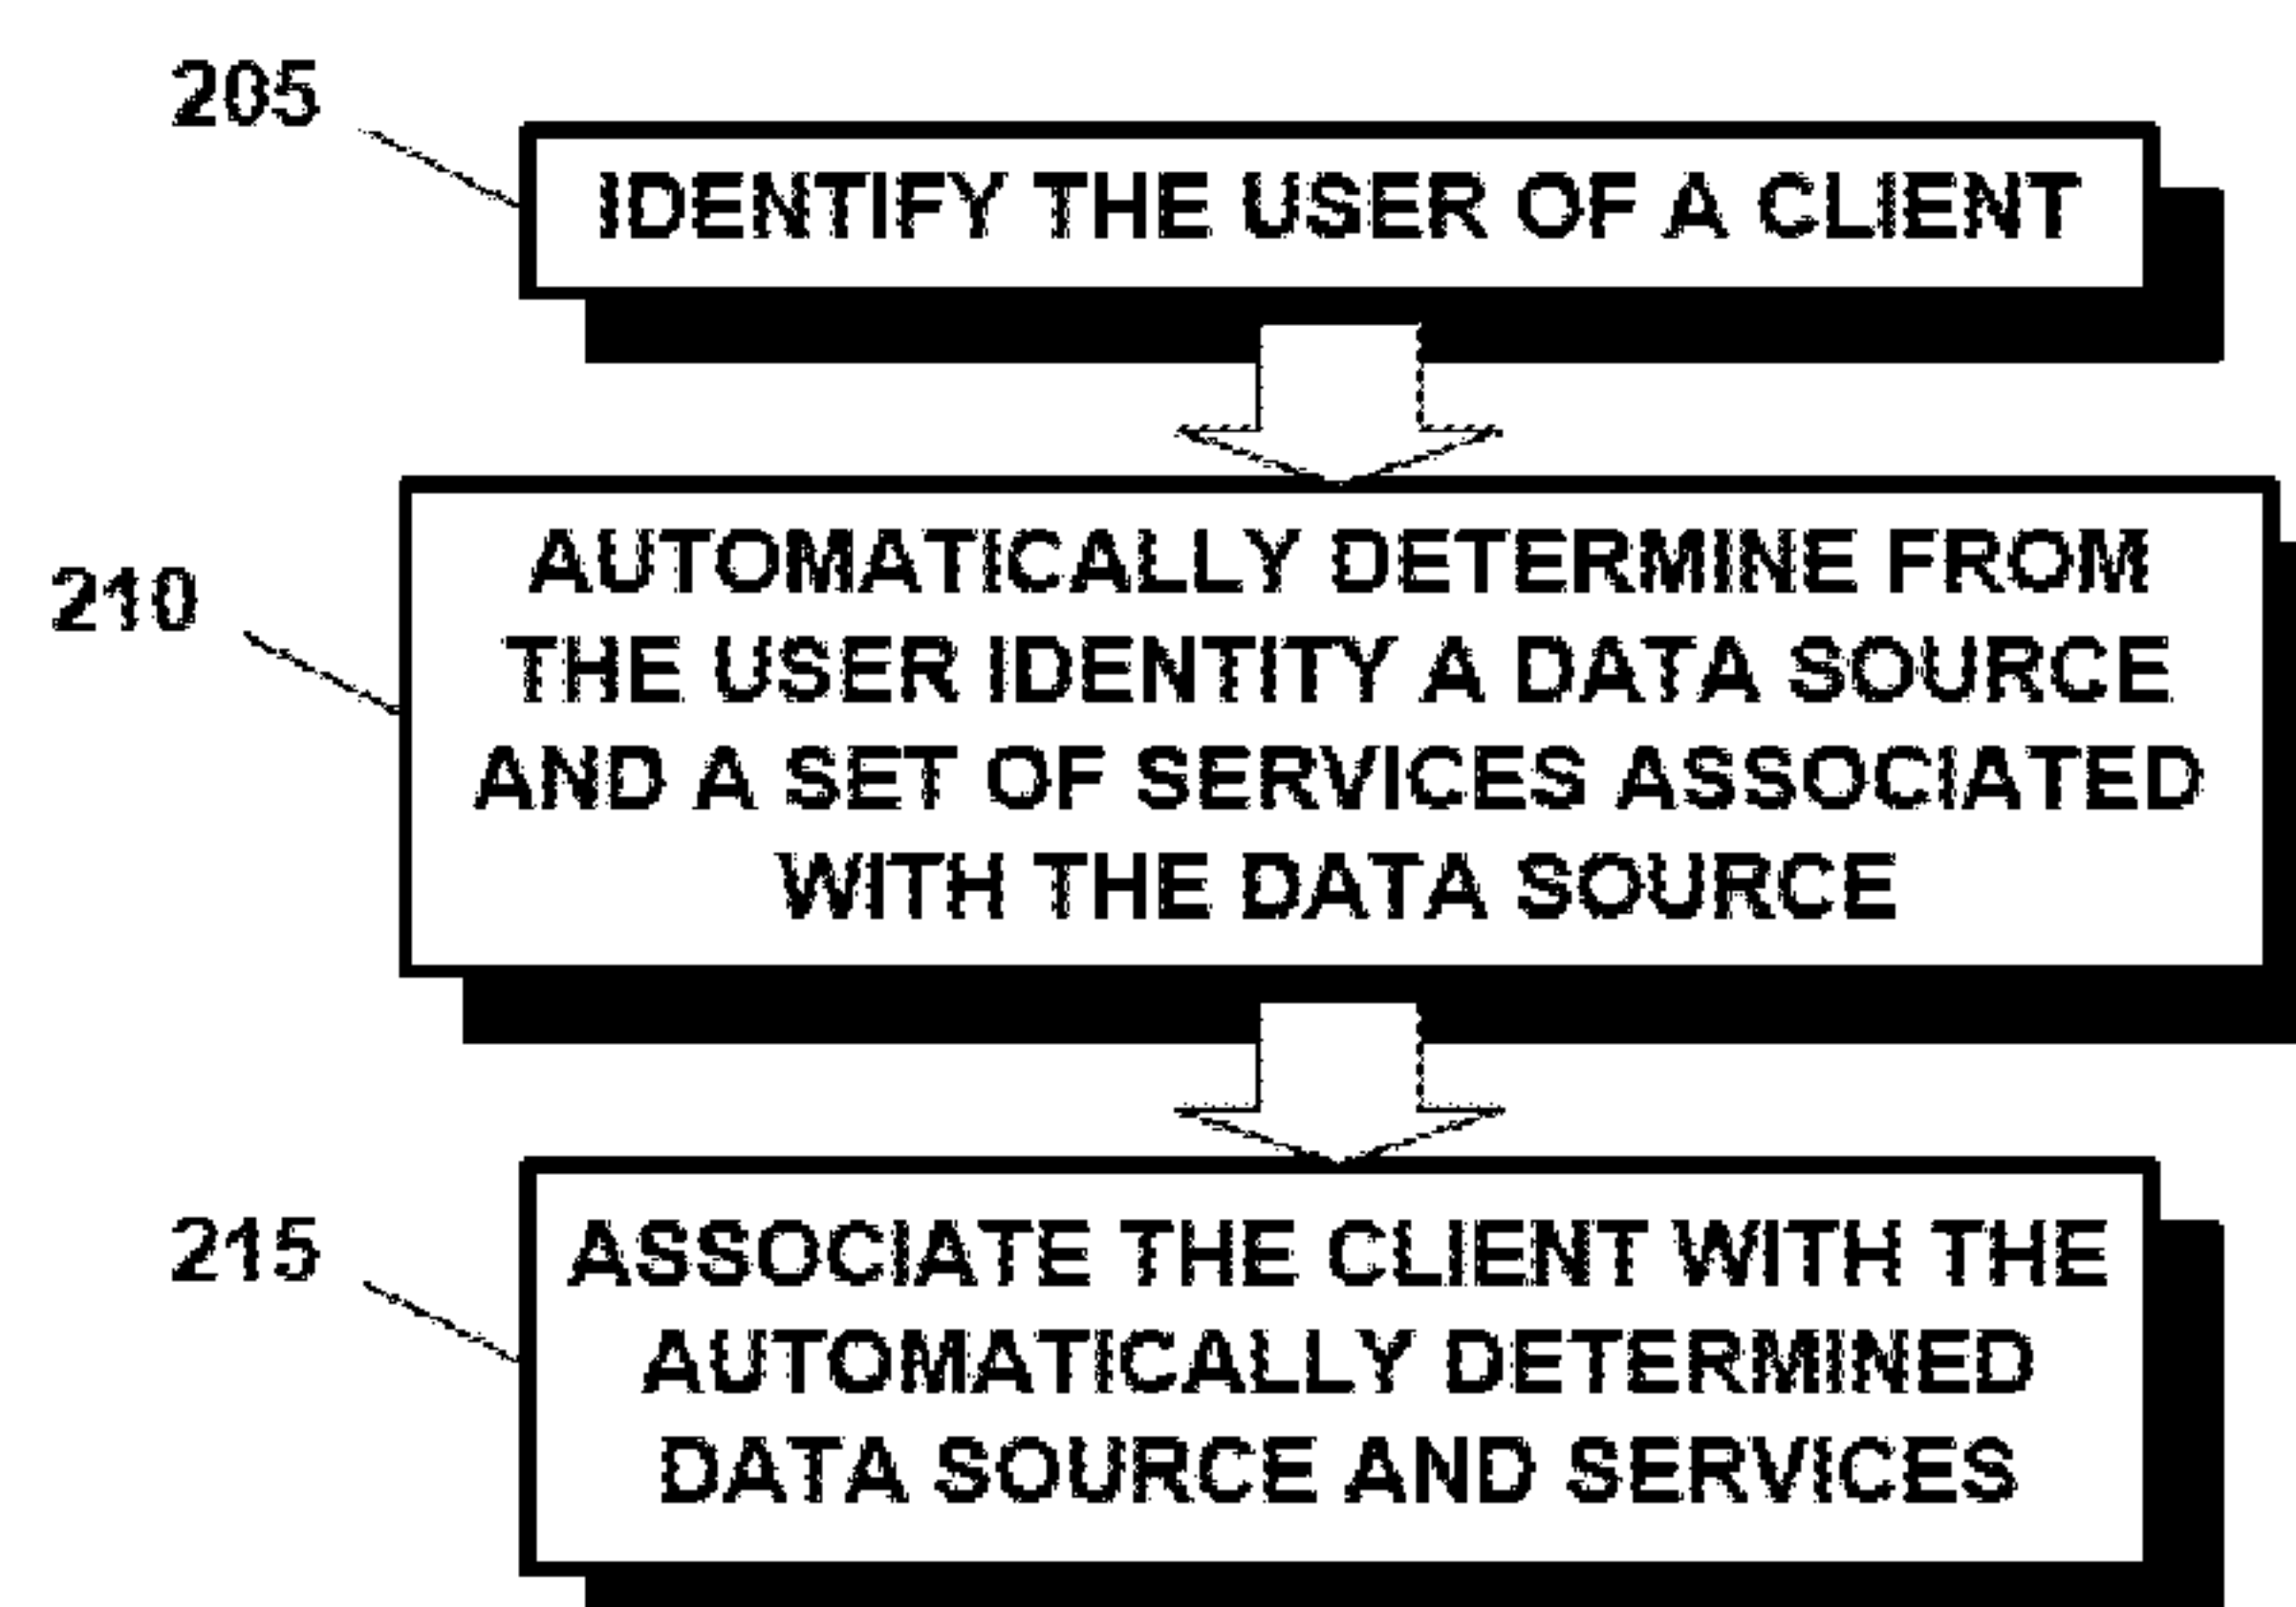 205
IDENTIFY THE USER OF A CLIENT
210
AUTOMATICALLY DETERMINE FROM
THE USER IDENTITY A DATA SOURCE
AND A SET OF SERVICES ASSOCIATED
WITH THE DATA SOURCE
215
ASSOCIATE THE CLIENT WITH THE
AUTOMATICALLY DETERMINED
DATA SOURCE AND SERVICES